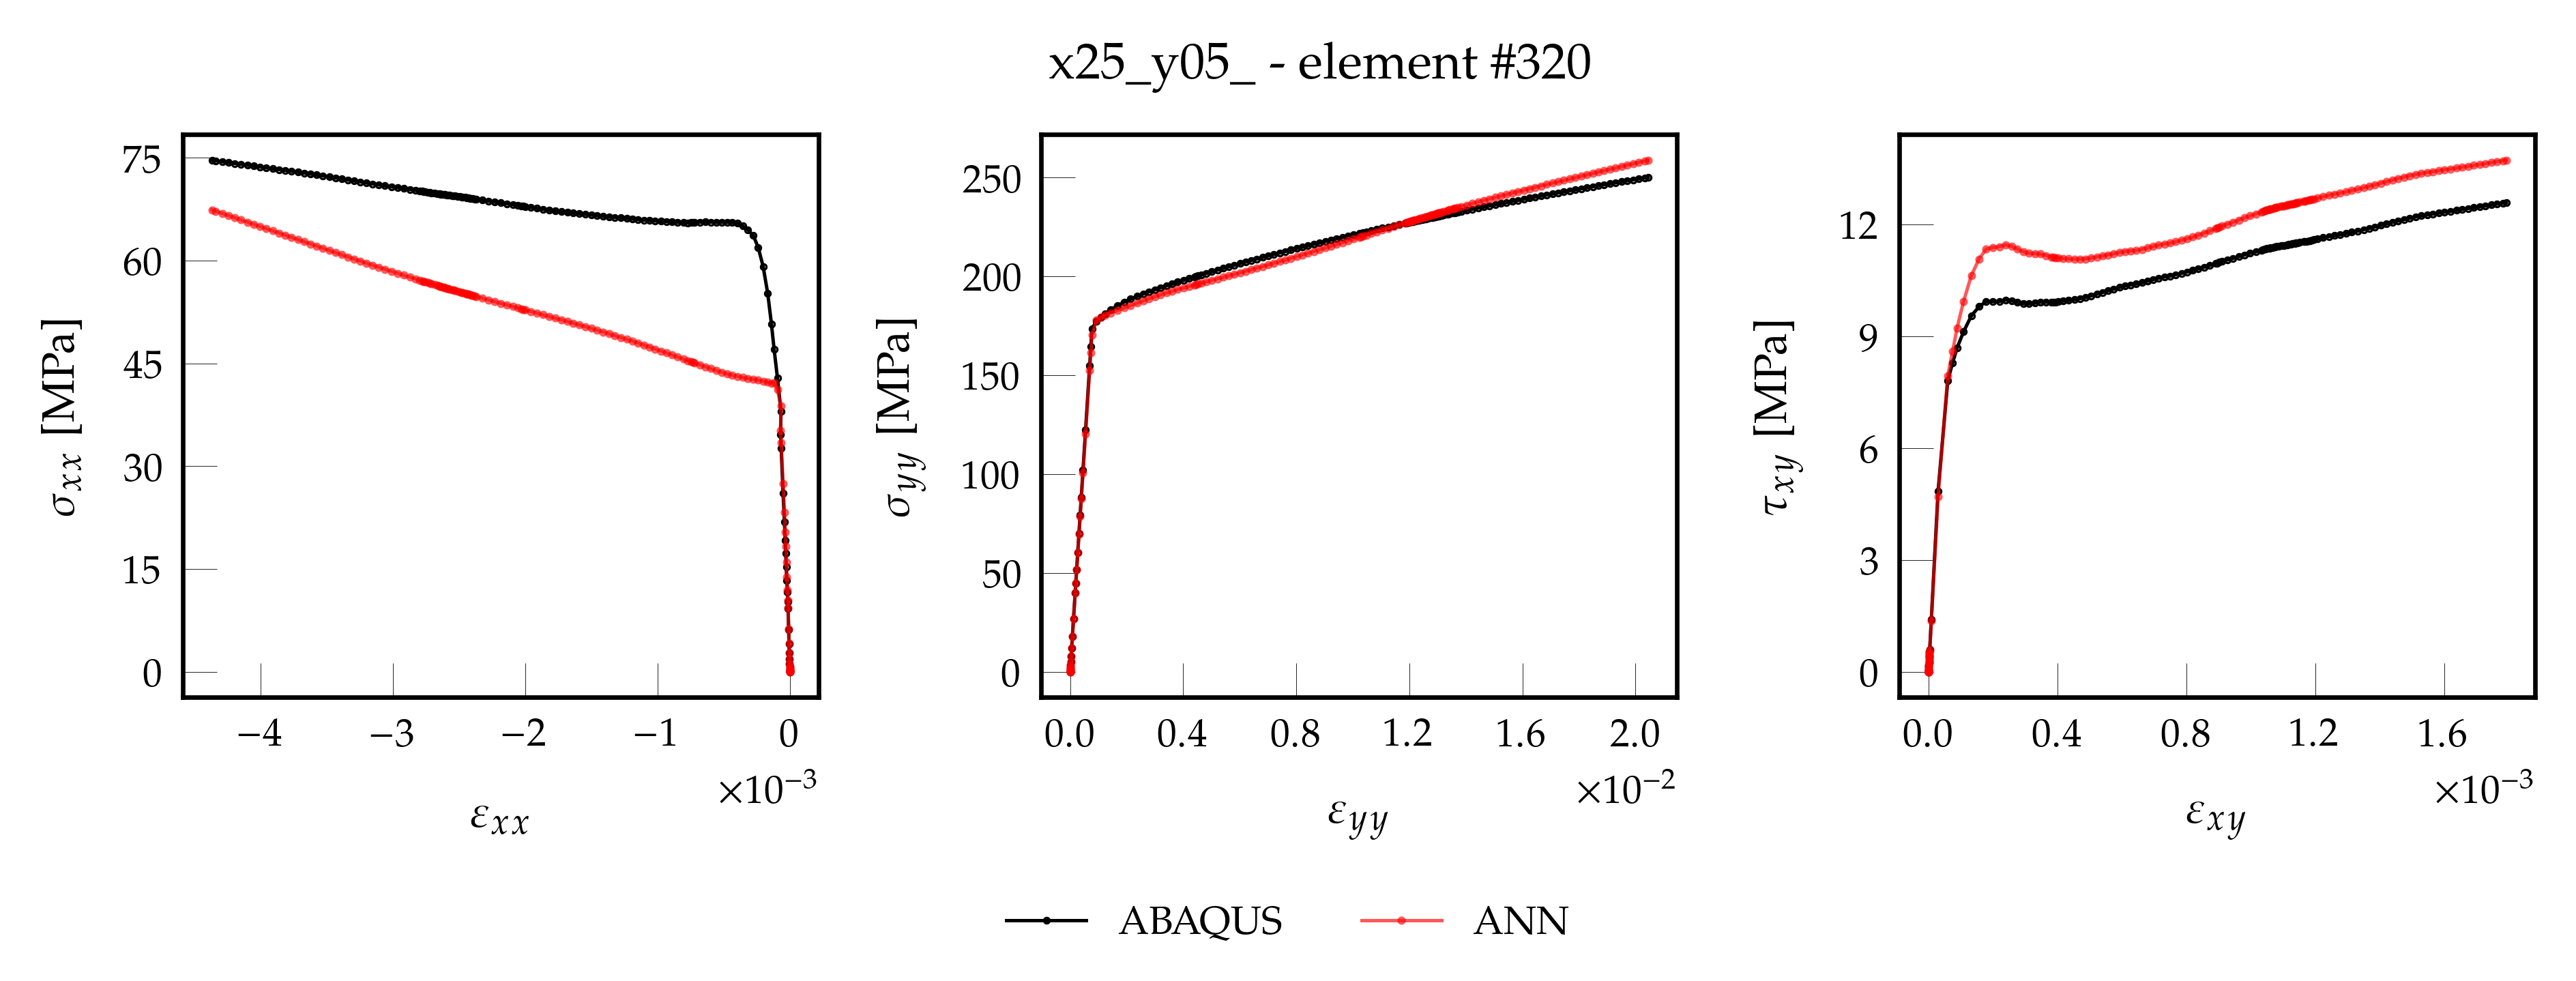 x25_y05_ - element #320
σxx [MPa]
75
60
45
30
15
0
−4 −3 −2 −1 0
×10−3
εxx
σyy [MPa]
250
200
150
100
50
0
0.0 0.4 0.8 1.2 1.6 2.0
×10−2
εyy
τxy [MPa]
12
9
6
3
0
0.0 0.4 0.8 1.2 1.6
×10−3
εxy
ABAQUS ANN